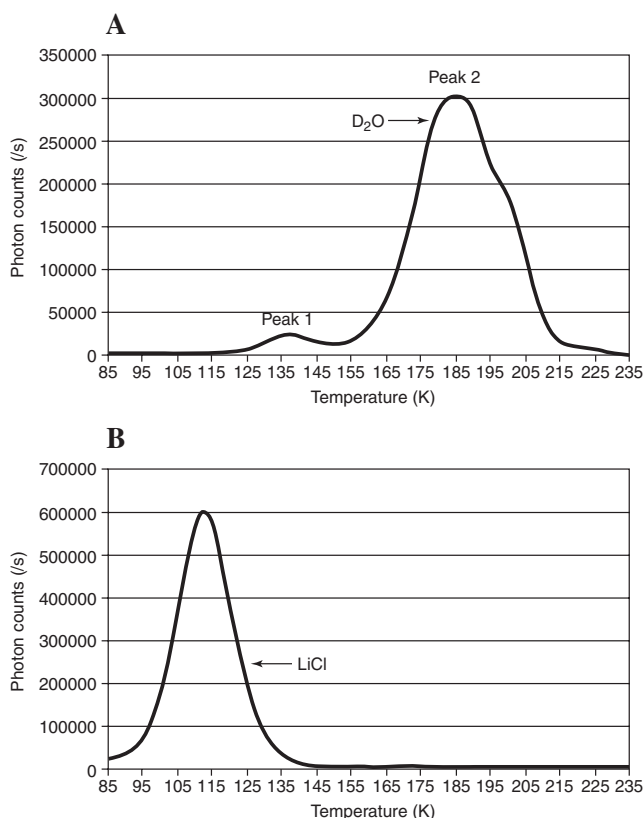 A
Photon counts (/s)
350000
300000
250000
200000
150000
100000
50000
0
Peak 2
D₂O
Peak 1
85 95 105 115 125 135 145 155 165 175 185 195 205 215 225 235
Temperature (K)
B
Photon counts (/s)
700000
600000
500000
400000
300000
200000
100000
0
LiCl
85 95 105 115 125 135 145 155 165 175 185 195 205 215 225 235
Temperature (K)